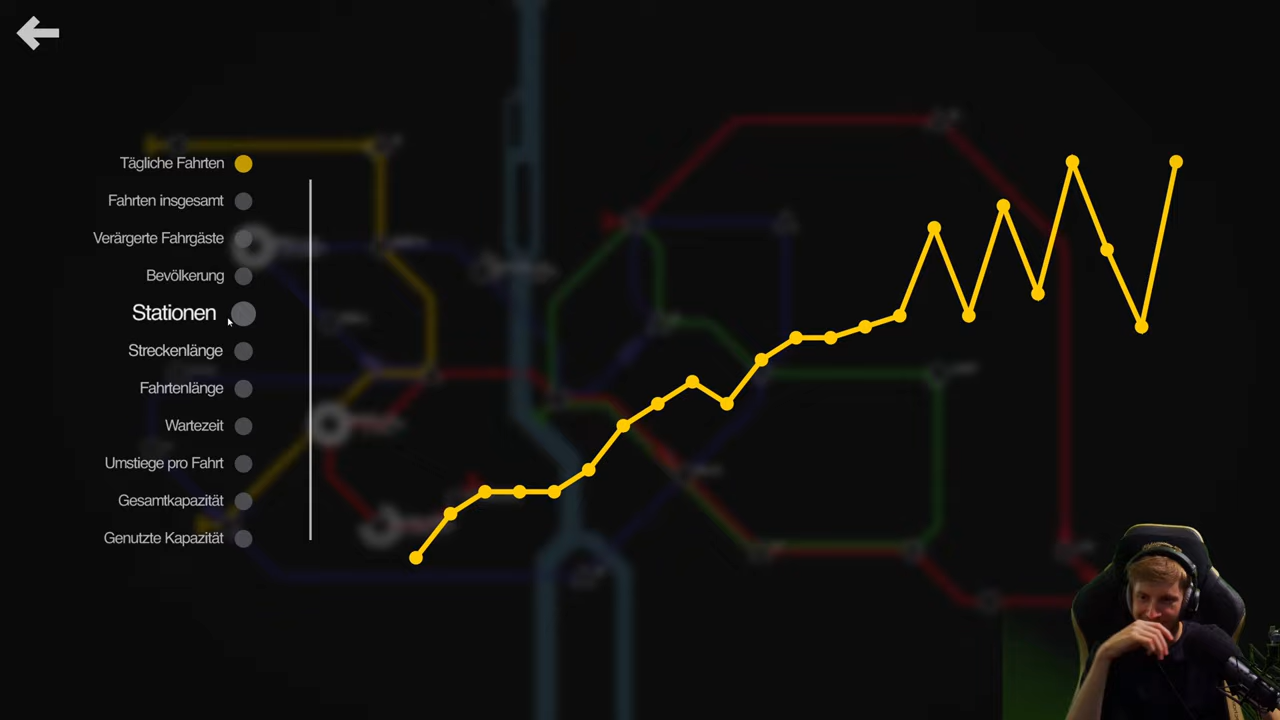 Tägliche Fahrten
Fahrten insgesamt
Verärgerte Fahrgäste
Bevölkerung
Stationen
Streckenlänge
Fahrtenlänge
Wartezeit
Umstiege pro Fahrt
Gesamtkapazität
Genutzte Kapazität